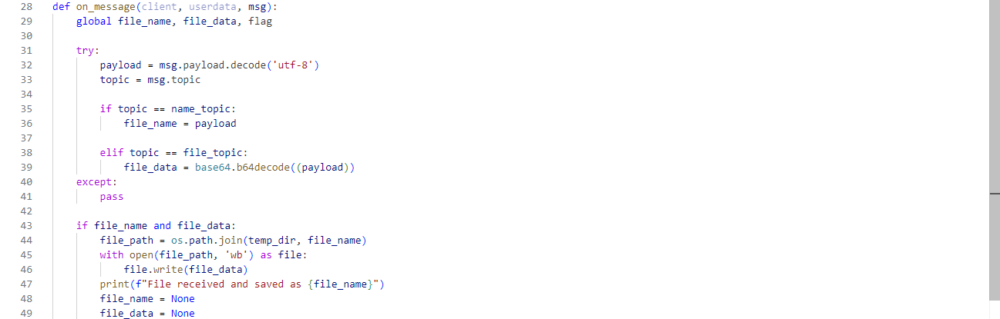 28 def on_message(client, userdata, msg):
29     global file_name, file_data, flag
30
31     try:
32         payload = msg.payload.decode('utf-8')
33         topic = msg.topic
34
35         if topic == name_topic:
36             file_name = payload
37
38         elif topic == file_topic:
39             file_data = base64.b64decode((payload))
40     except:
41         pass
42
43     if file_name and file_data:
44         file_path = os.path.join(temp_dir, file_name)
45         with open(file_path, 'wb') as file:
46             file.write(file_data)
47         print(f"File received and saved as {file_name}")
48         file_name = None
49         file_data = None